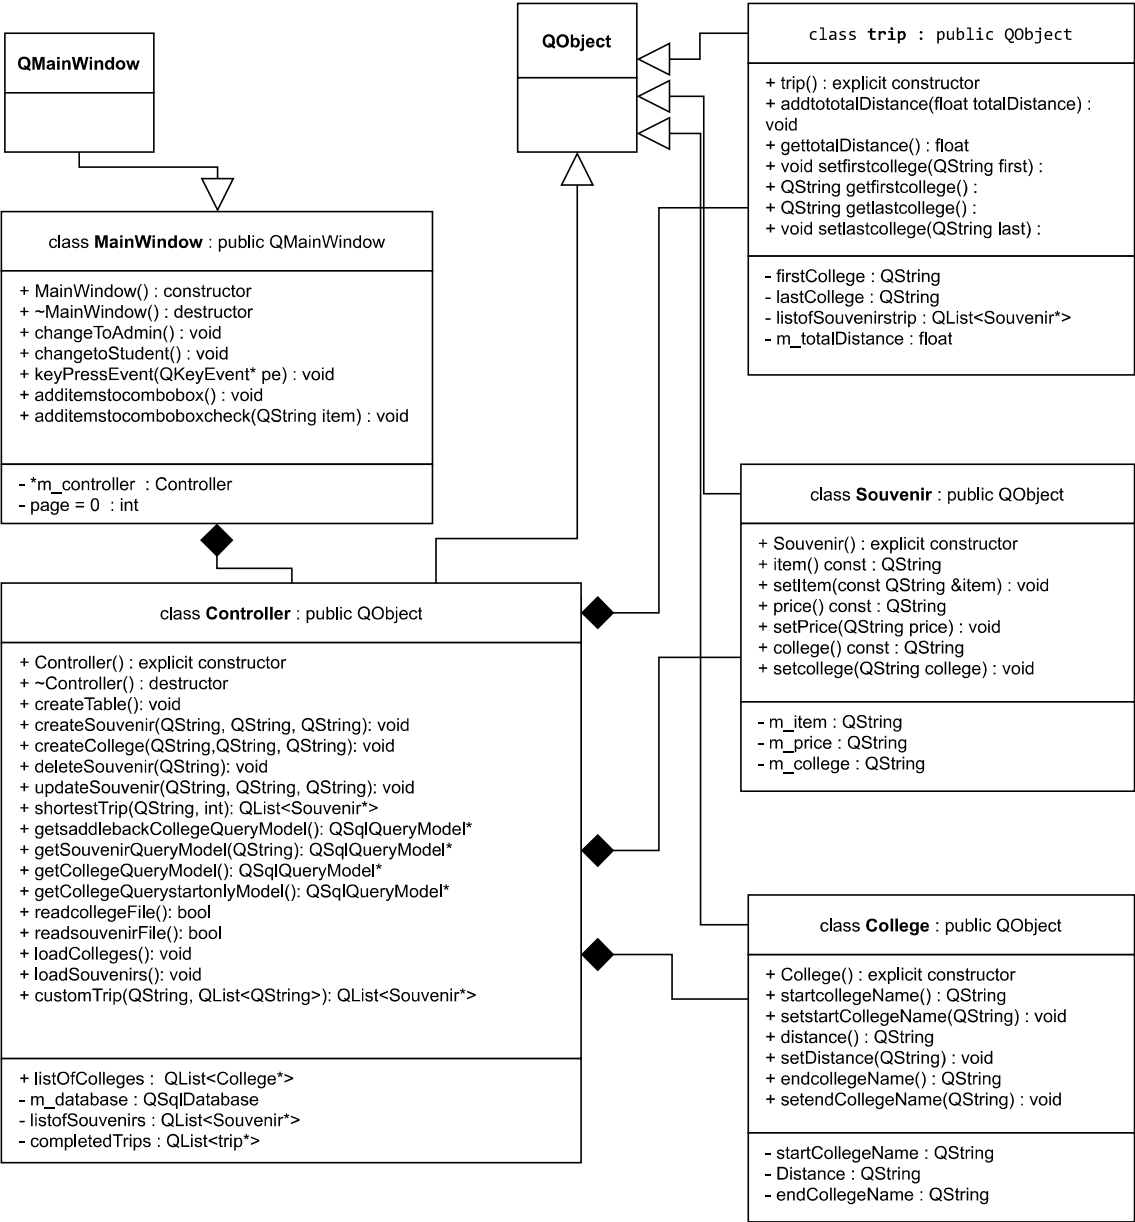 QMainWindow
QObject
class trip : public QObject
+ trip() : explicit constructor
+ addtototalDistance(float totalDistance) :
void
+ gettotalDistance() : float
+ void setfirstcollege(QString first) :
+ QString getfirstcollege() :
+ QString getlastcollege() :
+ void setlastcollege(QString last) :
- firstCollege : QString
- lastCollege : QString
- listofSouvenirstrip : QList<Souvenir*>
- m_totalDistance : float
class MainWindow : public QMainWindow
+ MainWindow() : constructor
+ ~MainWindow() : destructor
+ changeToAdmin() : void
+ changetoStudent() : void
+ keyPressEvent(QKeyEvent* pe) : void
+ additemstocombobox() : void
+ additemstocomboboxcheck(QString item) : void
- *m_controller : Controller
- page = 0 : int
class Souvenir : public QObject
+ Souvenir() : explicit constructor
+ item() const : QString
+ setItem(const QString &item) : void
+ price() const : QString
+ setPrice(QString price) : void
+ college() const : QString
+ setcollege(QString college) : void
- m_item : QString
- m_price : QString
- m_college : QString
class Controller : public QObject
+ Controller() : explicit constructor
+ ~Controller() : destructor
+ createTable(): void
+ createSouvenir(QString, QString, QString): void
+ createCollege(QString,QString, QString): void
+ deleteSouvenir(QString): void
+ updateSouvenir(QString, QString, QString): void
+ shortestTrip(QString, int): QList<Souvenir*>
+ getsaddlebackCollegeQueryModel(): QSqlQueryModel*
+ getSouvenirQueryModel(QString): QSqlQueryModel*
+ getCollegeQueryModel(): QSqlQueryModel*
+ getCollegeQuerystartonlyModel(): QSqlQueryModel*
+ readcollegeFile(): bool
+ readsouvenirFile(): bool
+ loadColleges(): void
+ loadSouvenirs(): void
+ customTrip(QString, QList<QString>): QList<Souvenir*>
+ listOfColleges : QList<College*>
- m_database : QSqlDatabase
- listofSouvenirs : QList<Souvenir*>
- completedTrips : QList<trip*>
class College : public QObject
+ College() : explicit constructor
+ startcollegeName() : QString
+ setstartCollegeName(QString) : void
+ distance() : QString
+ setDistance(QString) : void
+ endcollegeName() : QString
+ setendCollegeName(QString) : void
- startCollegeName : QString
- Distance : QString
- endCollegeName : QString